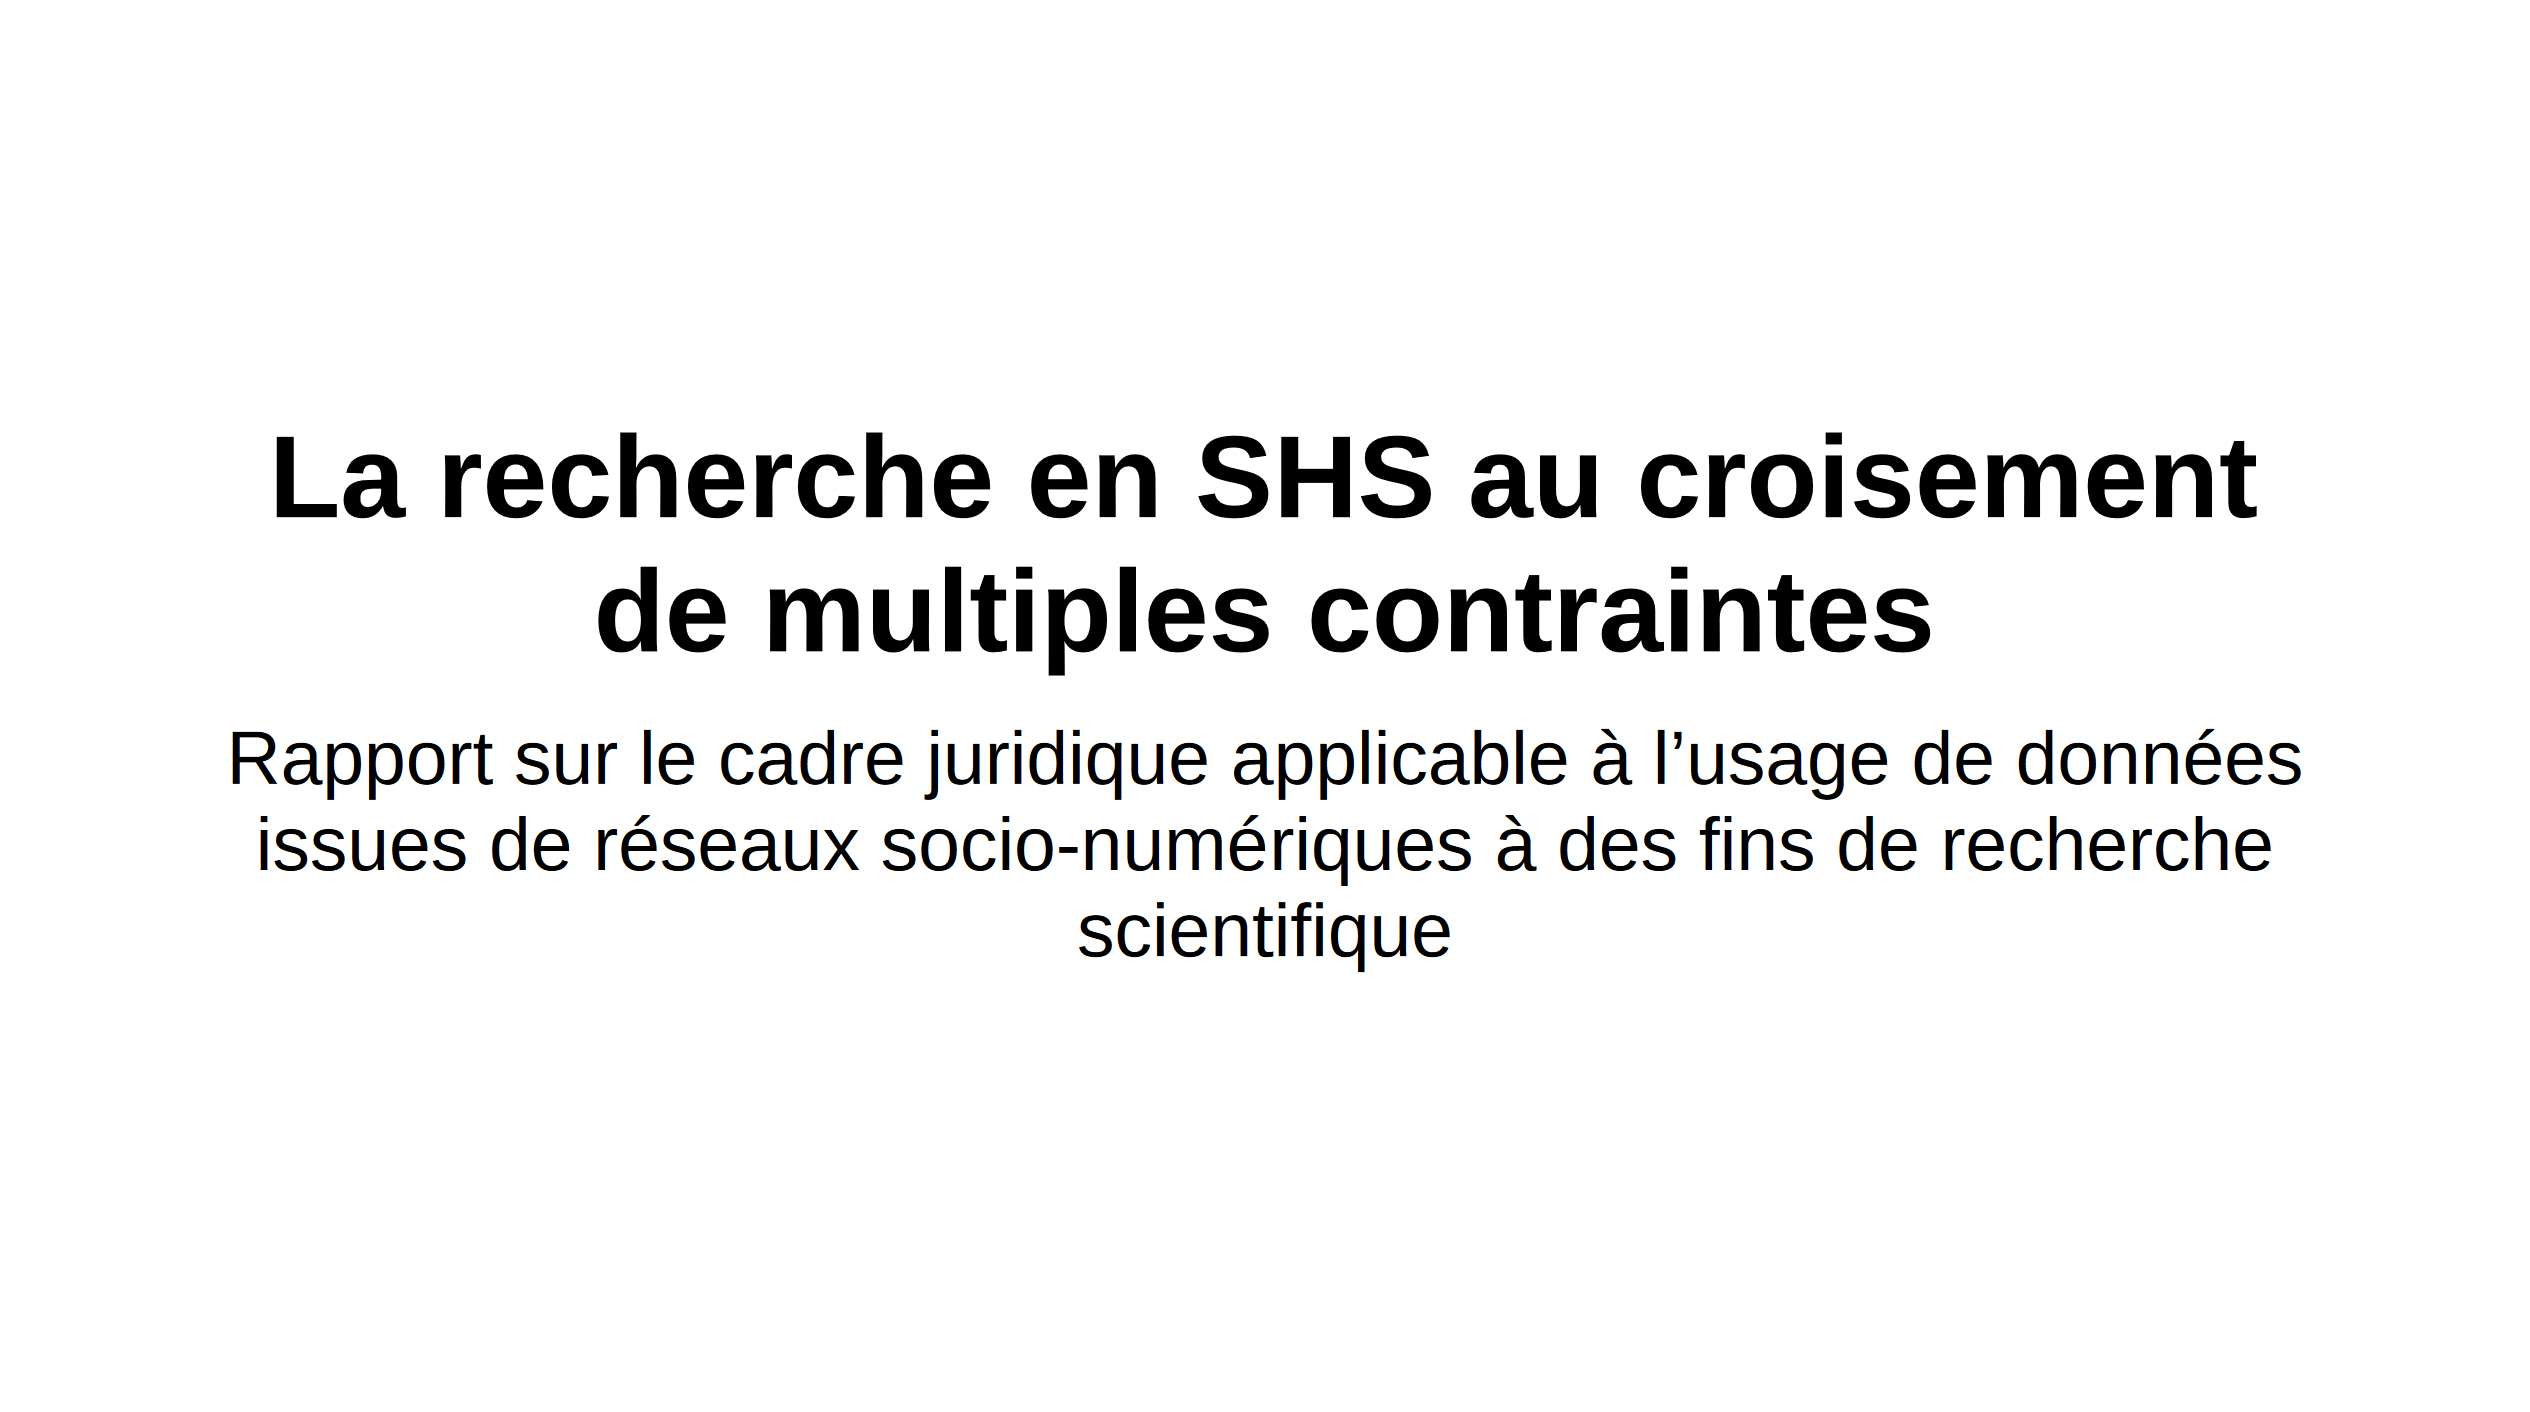 La recherche en SHS au croisement
de multiples contraintes
Rapport sur le cadre juridique applicable à l’usage de données
issues de réseaux socio-numériques à des fins de recherche
scientifique